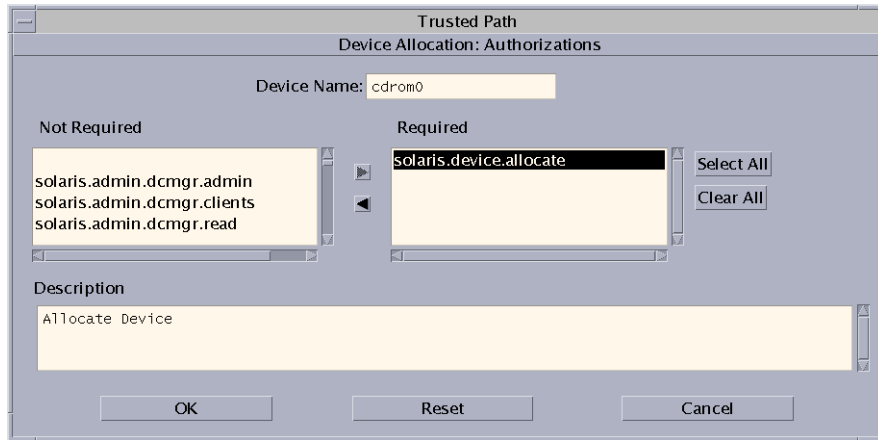 Trusted Path
Device Allocation: Authorizations
Device Name: cdrom0
Not Required
Required
solaris.admin.dcmgr.admin
solaris.admin.dcmgr.clients
solaris.admin.dcmgr.read
solaris.device.allocate
Select All
Clear All
Description
Allocate Device
OK
Reset
Cancel